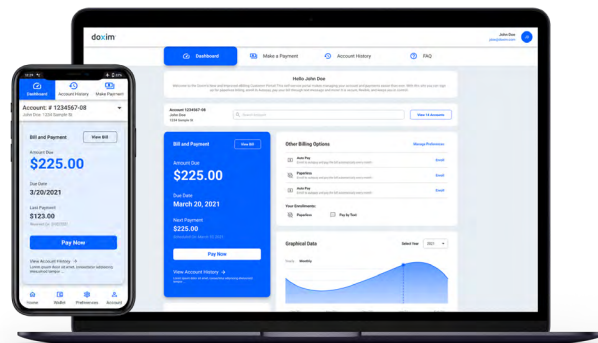 doxim
John Doe
Dashboard
Make a Payment
Account History
FAQ
Hello John Doe
Account 1234567-08
John Doe
1234 Sample St
View 14 Accounts
Bill and Payment
View Bill
Amount Due
$225.00
Due Date
March 20, 2021
Next Payment
$225.00
Pay Now
View Account History →
Other Billing Options
Manage Preferences
Auto Pay
Enroll
Paperless
Enroll
Auto Pay
Enroll
Your Enrollments:
Paperless
Pay by Text
Graphical Data
Select Year
2021
Monthly
Dashboard
Account History
Make Payment
Account: # 1234567-08
John Doe, 1234 Sample St
Bill and Payment
View Bill
Amount Due
$225.00
Due Date
3/20/2021
Last Payment
$123.00
Pay Now
View Account History →
Home
Wallet
Preferences
Account